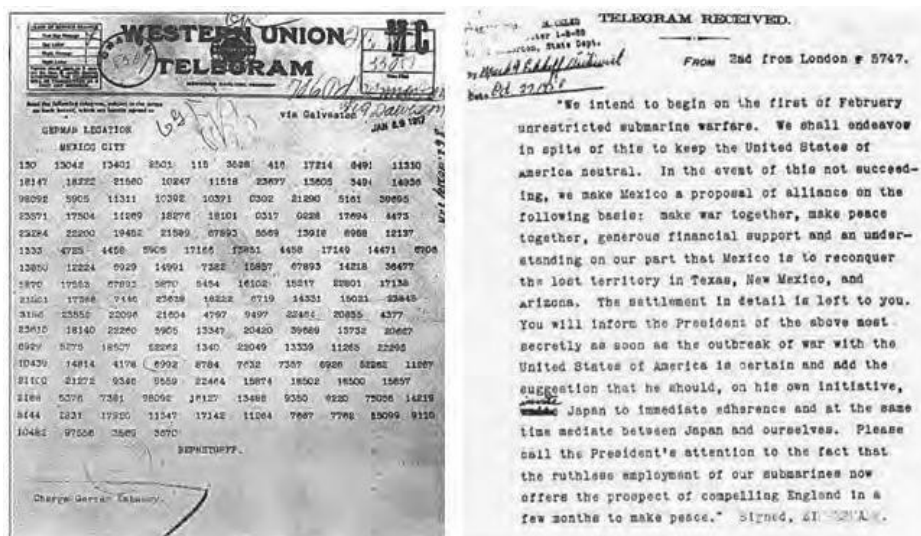 WESTERN UNION
TELEGRAM
via Galveston
JAN 19 1917
GERMAN LEGATION
MEXICO CITY
130 13042 13401 8501 115 3528 416 17214 6491 11310
18147 18222 21560 10247 11518 23677 13605 3494 14936
98092 5905 11311 10392 10371 0302 21290 5161 39695
23571 17504 11269 18276 18101 0317 0228 17694 4473
22284 22200 19452 21589 67893 5569 13918 8958 12137
1333 4725 4458 5905 17166 13851 4458 17149 14471 6706
13850 12224 6929 14991 7382 15857 67893 14218 36477
5870 17553 67893 5870 5454 16102 15217 22801 17138
21001 17388 7446 23638 18222 6719 14331 15021 23845
3156 23552 22096 21604 4797 9497 22464 20855 4377
23610 18140 22260 5905 13347 20420 39689 13732 20667
6929 5275 18507 52262 1340 22049 13339 11265 22295
10439 14814 4178 6992 8784 7632 7357 6926 52262 11267
21100 21272 9346 9559 22464 15874 18502 18500 15857
2188 5376 7381 98092 16127 13486 9350 9220 76036 14219
5144 2831 17920 11347 17142 11264 7667 7762 15099 9110
10482 97556 3569 3670
BERNSTORFF.
Charge German Embassy.
TELEGRAM RECEIVED.
State Dept.
FROM 2nd from London # 5747.
"We intend to begin on the first of February
unrestricted submarine warfare. We shall endeavor
in spite of this to keep the United States of
america neutral. In the event of this not succeed-
ing, we make Mexico a proposal of alliance on the
following basis: make war together, make peace
together, generous financial support and an under-
standing on our part that Mexico is to reconquer
the lost territory in Texas, New Mexico, and
arizona. The settlement in detail is left to you.
You will inform the President of the above most
secretly as soon as the outbreak of war with the
United States of America is certain and add the
suggestion that he should, on his own initiative,
Japan to immediate adherence and at the same
time mediate between Japan and ourselves. Please
call the President's attention to the fact that
the ruthless employment of our submarines now
offers the prospect of compelling England in a
few months to make peace." Signed,